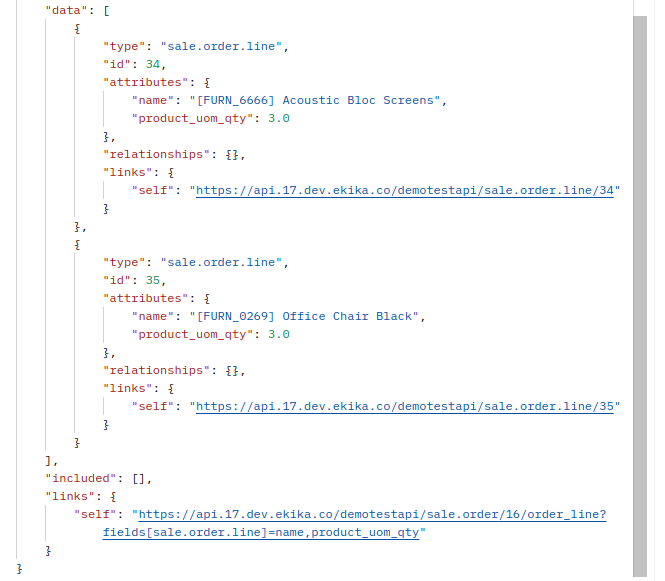 "data": [
{
"type": "sale.order.line",
"id": 34,
"attributes": {
"name": "[FURN_6666] Acoustic Bloc Screens",
"product_uom_qty": 3.0
},
"relationships": {},
"links": {
"self": "https://api.17.dev.ekika.co/demotestapi/sale.order.line/34"
}
},
{
"type": "sale.order.line",
"id": 35,
"attributes": {
"name": "[FURN_0269] Office Chair Black",
"product_uom_qty": 3.0
},
"relationships": {},
"links": {
"self": "https://api.17.dev.ekika.co/demotestapi/sale.order.line/35"
}
}
],
"included": [],
"links": {
"self": "https://api.17.dev.ekika.co/demotestapi/sale.order/16/order_line?
fields[sale.order.line]=name,product_uom_qty"
}
}